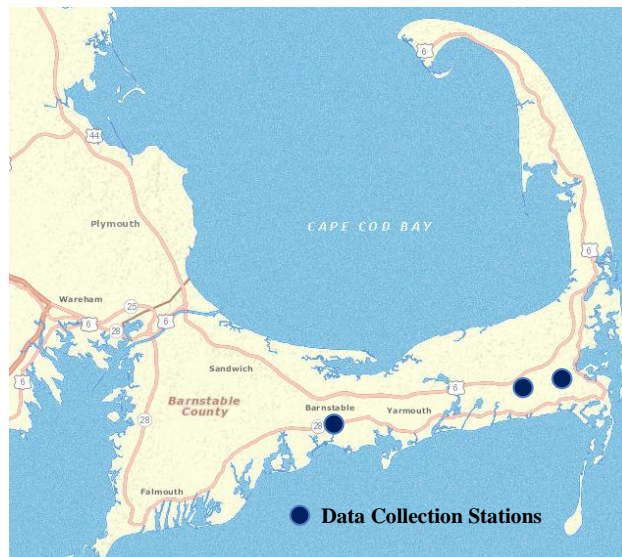 6
44
CAPE COD BAY
Plymouth
6
Wareham
25
6
28
6
Sandwich
6
6
Barnstable
County
Barnstable
Yarmouth
28
28
Falmouth
Data Collection Stations